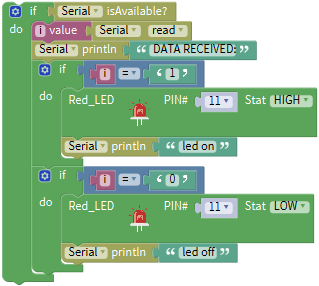 if Serial isAvailable?
do i value Serial read
Serial println “ DATA RECEIVED: ”
if i = ‘ 1 ’
do Red_LED PIN# 11 Stat HIGH
Serial println “ led on ”
if i = ‘ 0 ’
do Red_LED PIN# 11 Stat LOW
Serial println “ led off ”